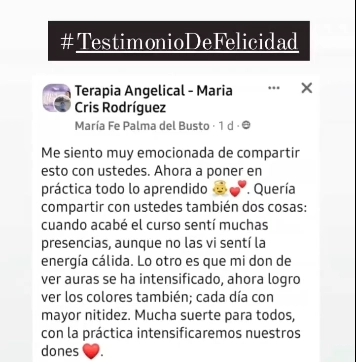 #TestimonioDeFelicidad
Terapia Angelical - Maria
Cris Rodríguez
María Fe Palma del Busto · 1 d ·
Me siento muy emocionada de compartir
esto con ustedes. Ahora a poner en
práctica todo lo aprendido 👼💕. Quería
compartir con ustedes también dos cosas:
cuando acabé el curso sentí muchas
presencias, aunque no las vi sentí la
energía cálida. Lo otro es que mi don de
ver auras se ha intensificado, ahora logro
ver los colores también; cada día con
mayor nitidez. Mucha suerte para todos,
con la práctica intensificaremos nuestros
dones ❤️.